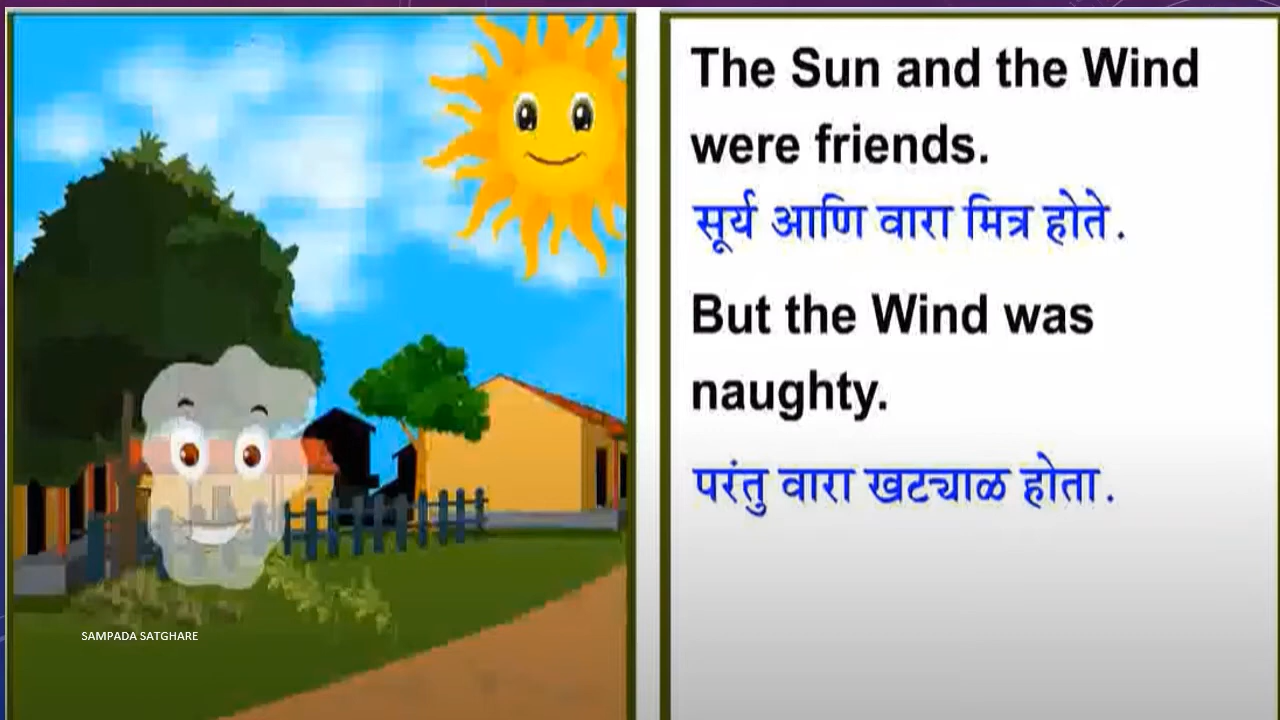 The Sun and the Wind
were friends.
सूर्य आणि वारा मित्र होते.
But the Wind was
naughty.
परंतु वारा खट्याळ होता.
SAMPADA SATGHARE